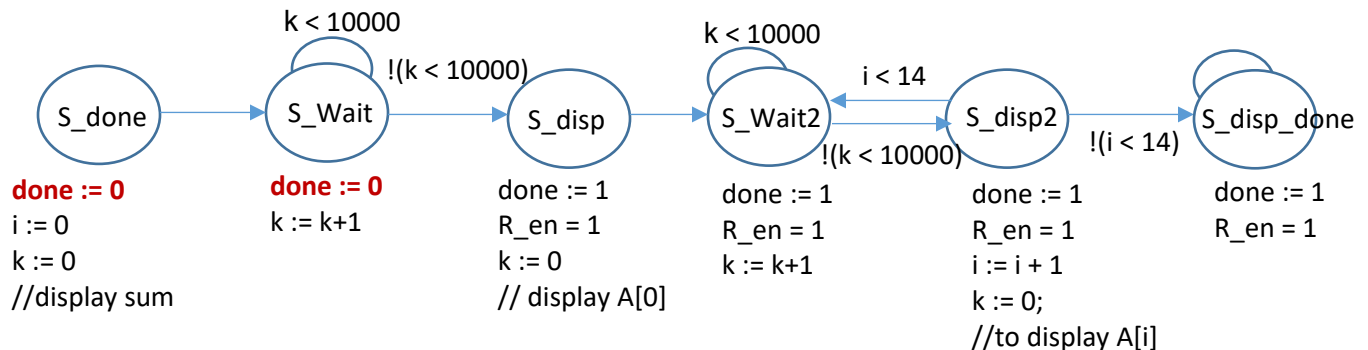 k < 10000
k < 10000
!(k < 10000)
i < 14
S_done
S_Wait
S_disp
S_Wait2
S_disp2
S_disp_done
!(k < 10000)
!(i < 14)
done := 0
i := 0
k := 0
//display sum
done := 0
k := k+1
done := 1
R_en = 1
k := 0
// display A[0]
done := 1
R_en = 1
k := k+1
done := 1
R_en = 1
i := i + 1
k := 0;
//to display A[i]
done := 1
R_en = 1